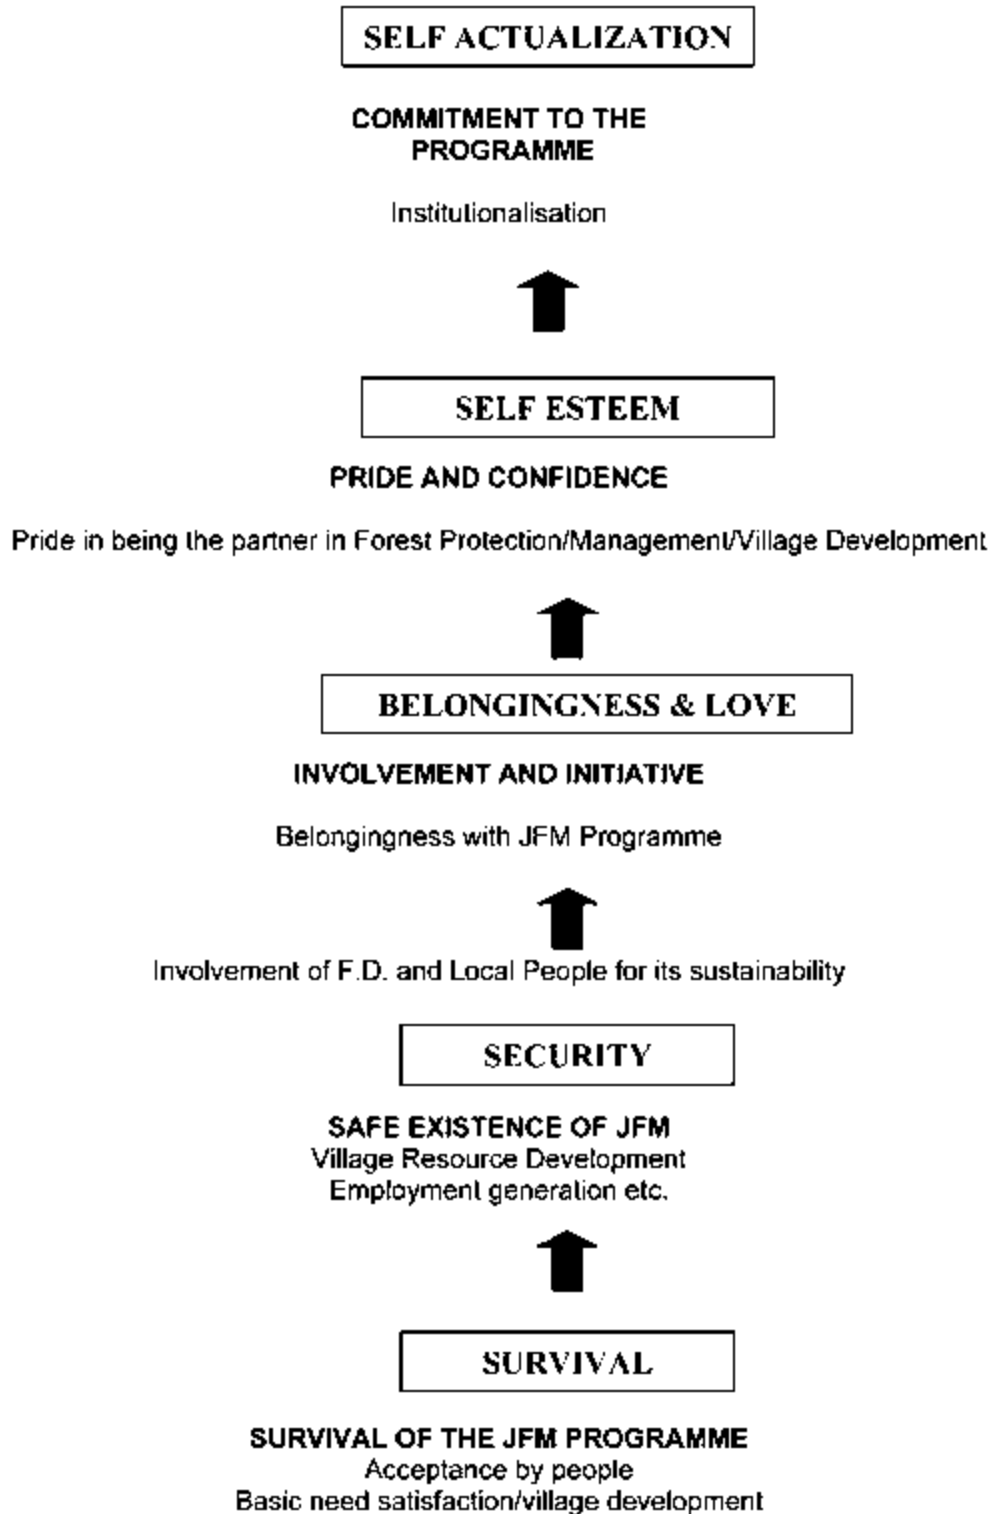 SELF ACTUALIZATION
COMMITMENT TO THE
PROGRAMME
Institutionalisation
SELF ESTEEM
PRIDE AND CONFIDENCE
Pride in being the partner in Forest Protection/Management/Village Development
BELONGINGNESS & LOVE
INVOLVEMENT AND INITIATIVE
Belongingness with JFM Programme
Involvement of F.D. and Local People for its sustainability
SECURITY
SAFE EXISTENCE OF JFM
Village Resource Development
Employment generation etc.
SURVIVAL
SURVIVAL OF THE JFM PROGRAMME
Acceptance by people
Basic need satisfaction/village development